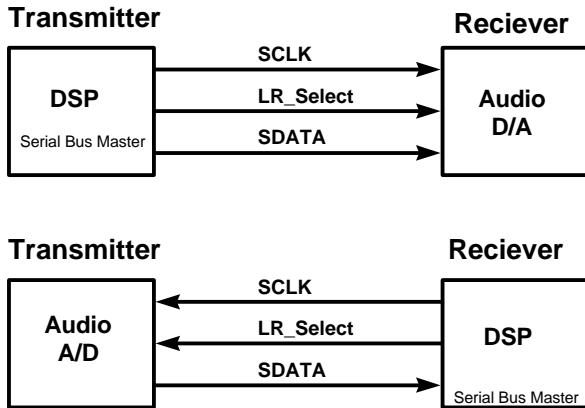 Transmitter
Reciever
SCLK
DSP
LR_Select
Audio
D/A
Serial Bus Master
SDATA
Transmitter
Reciever
SCLK
Audio
A/D
LR_Select
DSP
SDATA
Serial Bus Master